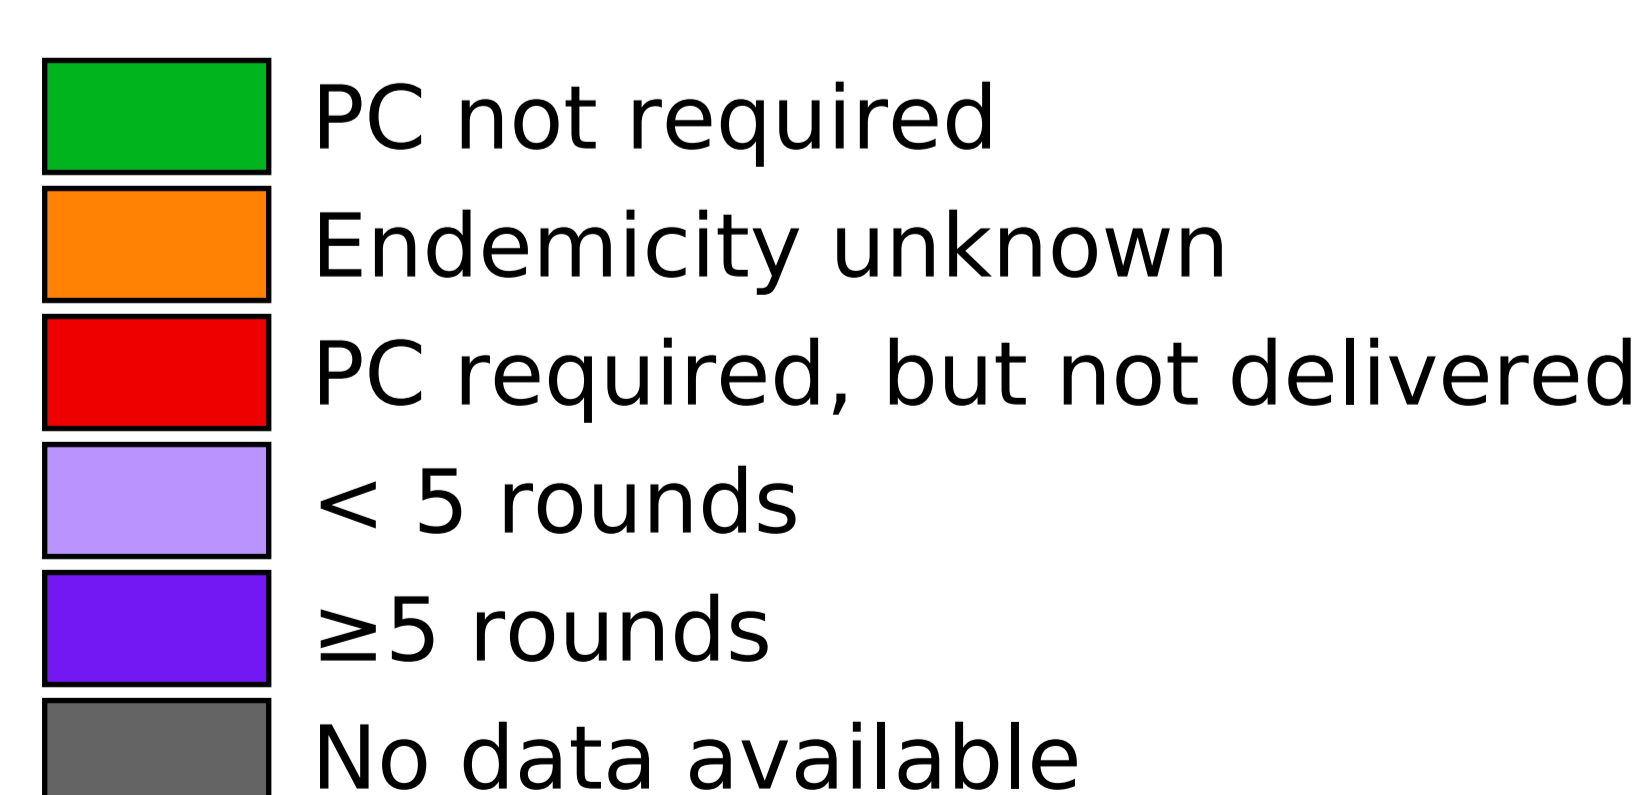 PC not required
Endemicity unknown
PC required, but not delivered
< 5 rounds
≥5 rounds
No data available